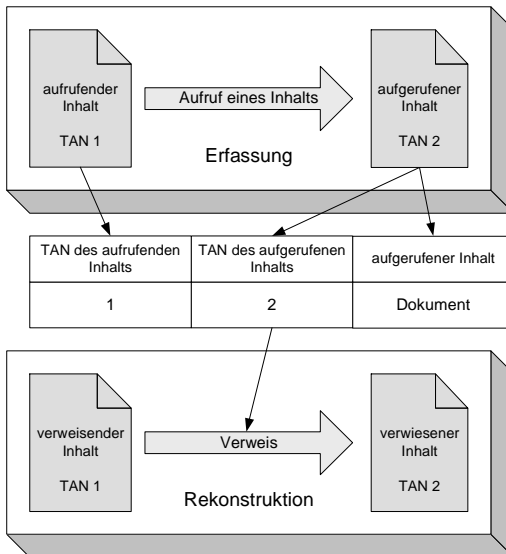 aufrufender
Inhalt
TAN 1
Aufruf eines Inhalts
aufgerufener
Inhalt
TAN 2
Erfassung
TAN des aufrufenden
Inhalts
TAN des aufgerufenen
Inhalts
aufgerufener Inhalt
1
2
Dokument
verweisender
Inhalt
TAN 1
Verweis
verwiesener
Inhalt
TAN 2
Rekonstruktion